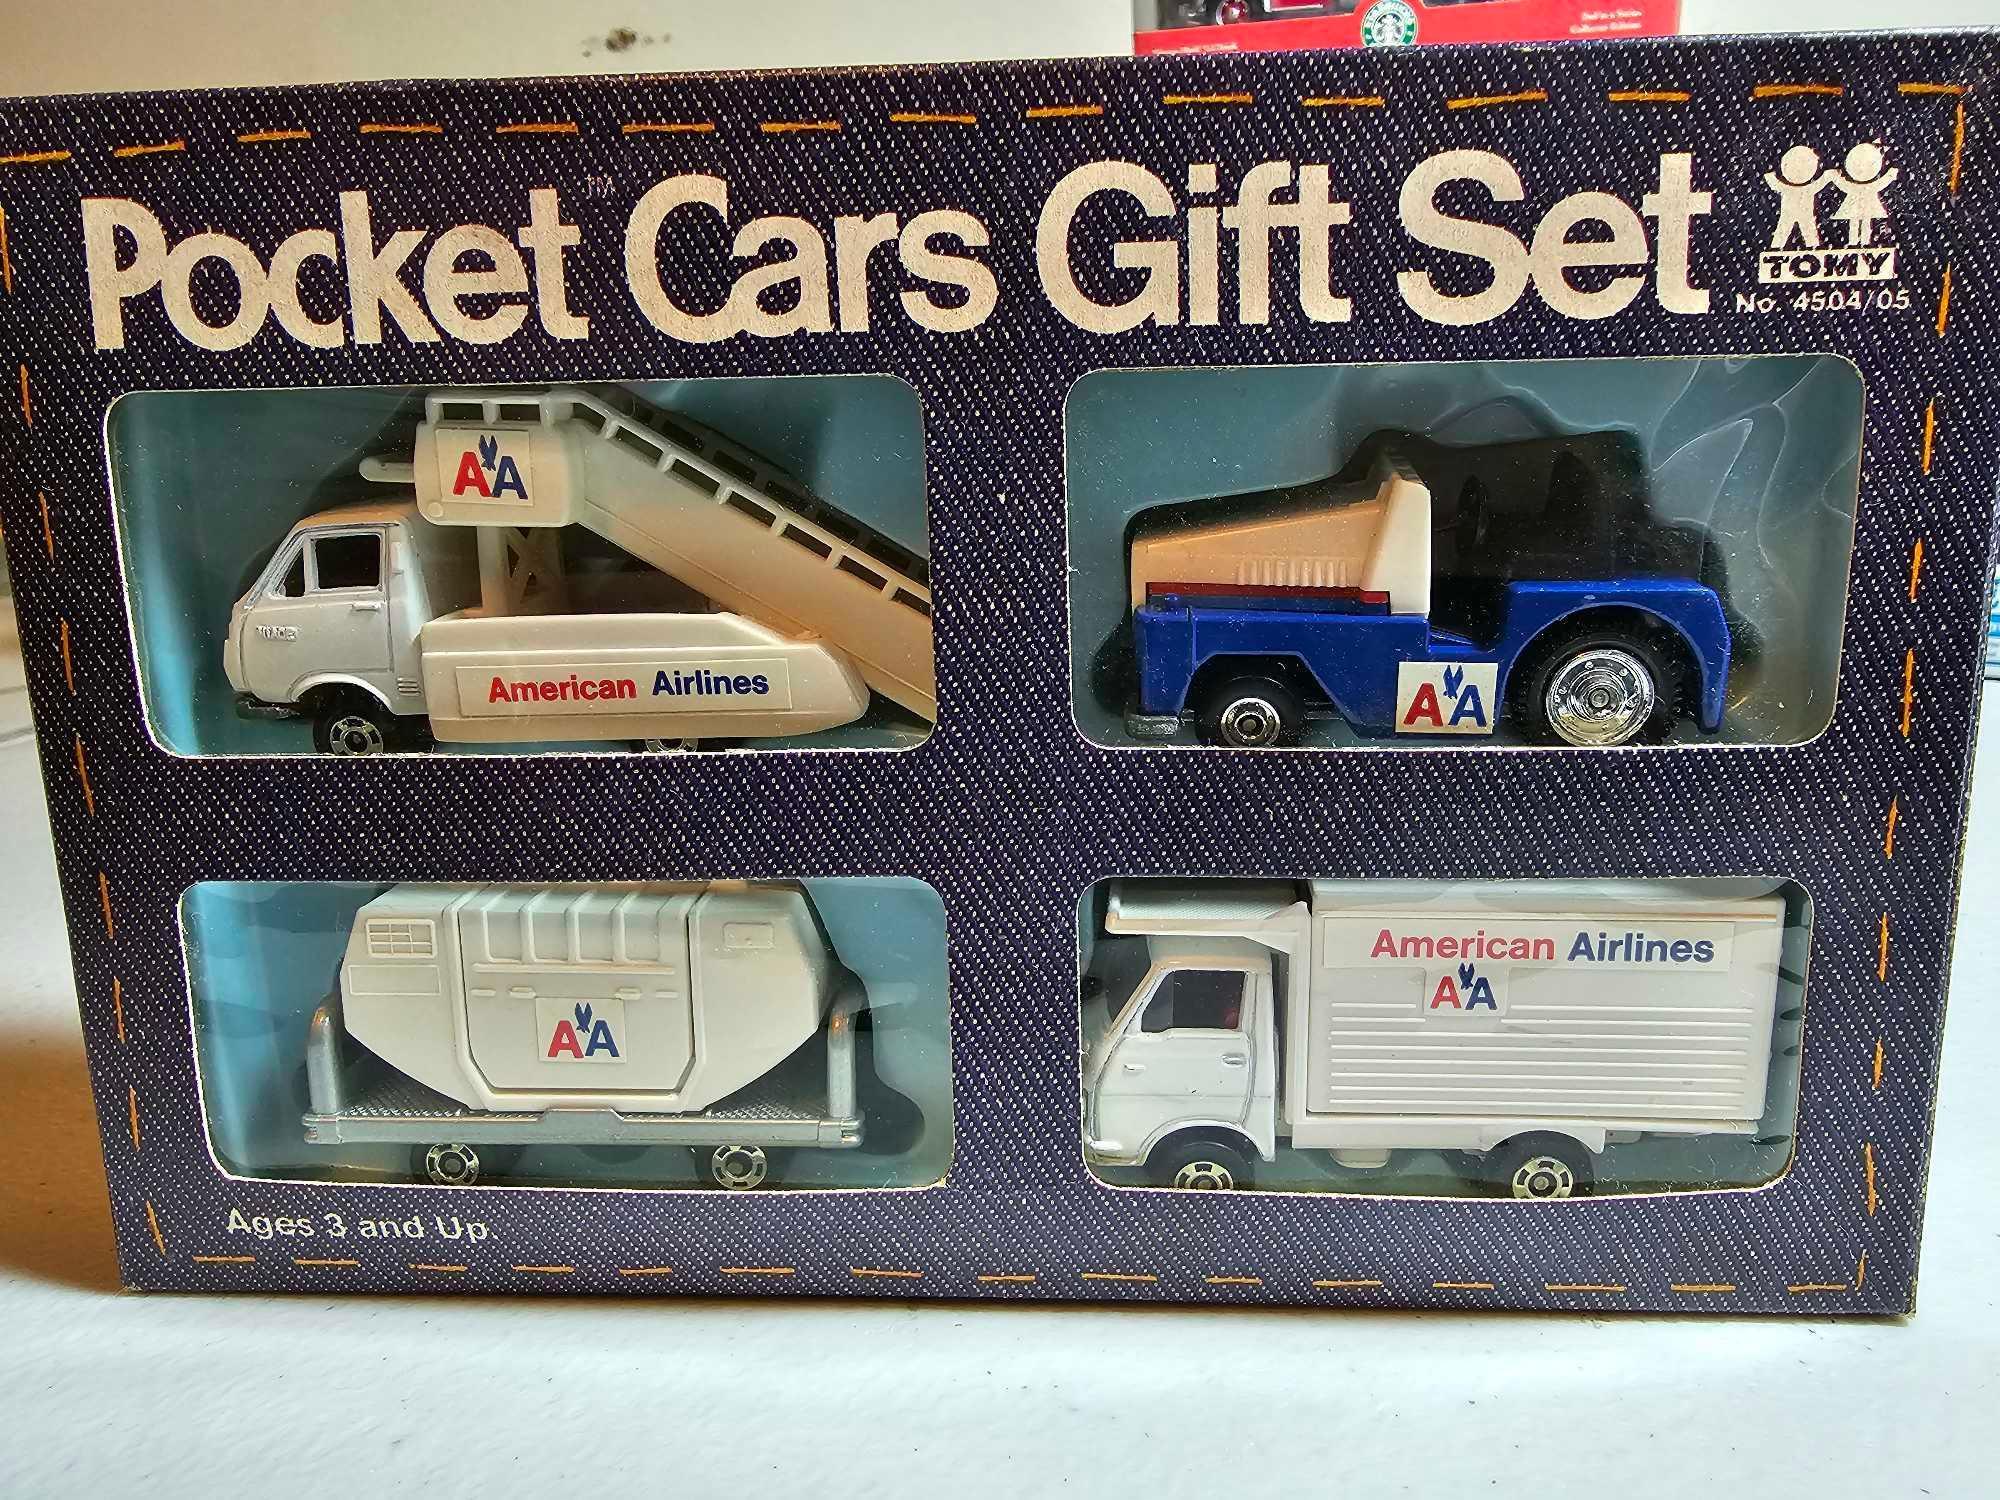 Pocket™ Cars Gift Set
TOMY
No. 4504/05
AA
American Airlines
AA
AA
American Airlines
AA
Ages 3 and Up.